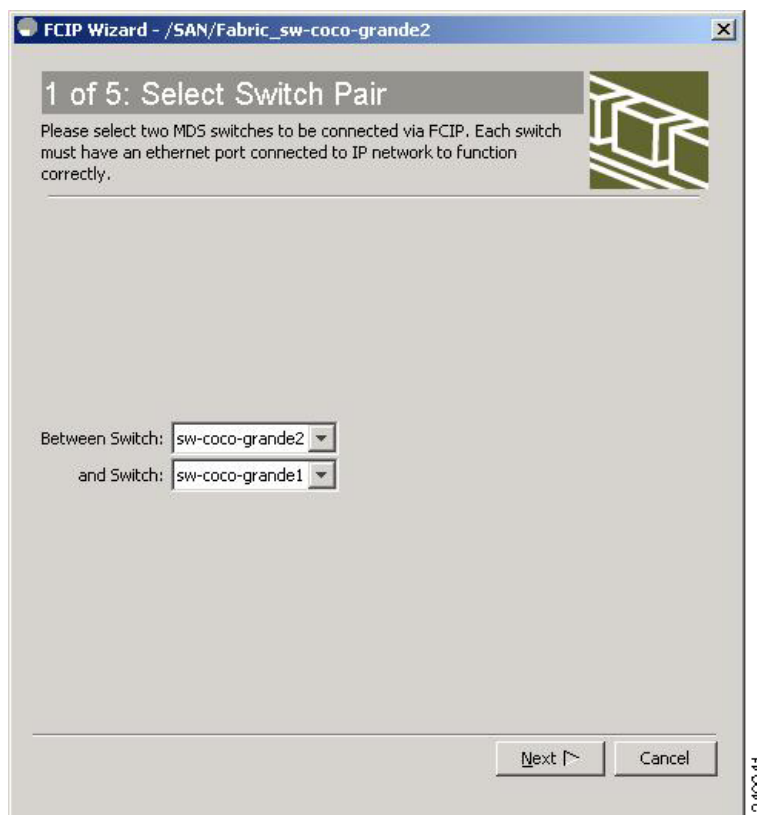 FCIP Wizard - /SAN/Fabric_sw-coco-grande2
1 of 5: Select Switch Pair
Please select two MDS switches to be connected via FCIP. Each switch
must have an ethernet port connected to IP network to function
correctly.
Between Switch: sw-coco-grande2
and Switch: sw-coco-grande1
Next
Cancel